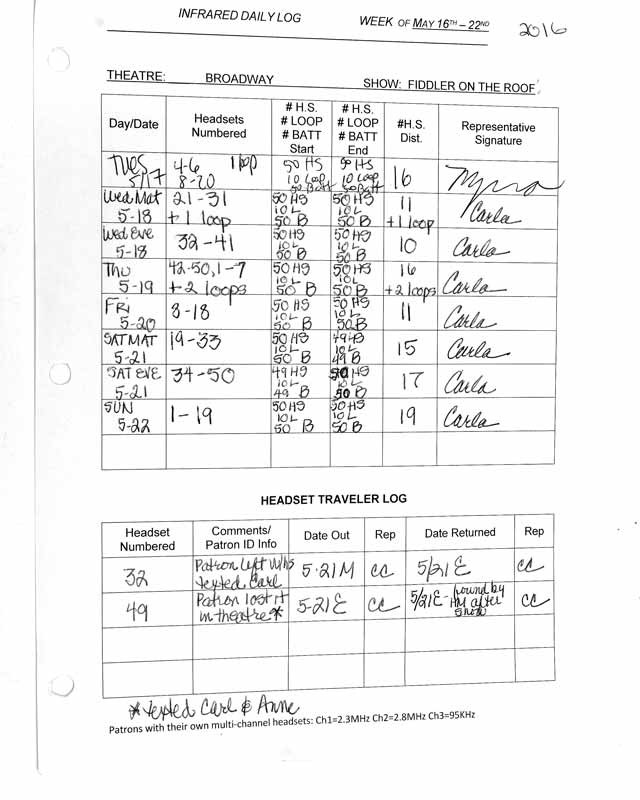 INFRARED DAILY LOG WEEK OF MAY 16TH – 22ND 2016
THEATRE: BROADWAY SHOW: FIDDLER ON THE ROOF
Day/Date Headsets Numbered # H.S. # LOOP # BATT Start # H.S. # LOOP # BATT End #H.S. Dist. Representative Signature
TUES 5/17 4-6 1 loop 8-20 50 HS 10 Loop 50 Batt 50 HS 10 Loop 50 Batt 16 Myra
Wed Mat 5-18 21-31 +1 loop 50 HS 10 L 50 B 50 HS 10 L 50 B 11 +1 loop Carla
Wed Eve 5-18 32-41 50 HS 10 L 50 B 50 HS 10 L 50 B 10 Carla
Thu 5-19 42-50, 1-7 +2 loops 50 HS 10 L 50 B 50 HS 10 L 50 B 16 +2 loops Carla
FRI 5-20 8-18 50 HS 10 L 50 B 50 HS 10 L 50 B 11 Carla
SAT MAT 5-21 19-33 50 HS 10 L 50 B 49 HS 10 L 49 B 15 Carla
SAT EVE 5-21 34-50 49 HS 10 L 49 B 50 HS 10 L 50 B 17 Carla
SUN 5-22 1-19 50 HS 10 L 50 B 50 HS 10 L 50 B 19 Carla
HEADSET TRAVELER LOG
Headset Numbered Comments/ Patron ID Info Date Out Rep Date Returned Rep
32 Patron left w/hs texted Carl 5-21M CC 5/21 E CC
49 Patron lost it in theatre* 5-21E CC 5/21E - found by HM after show CC
* texted Carl & Anne
Patrons with their own multi-channel headsets: Ch1=2.3MHz Ch2=2.8MHz Ch3=95KHz